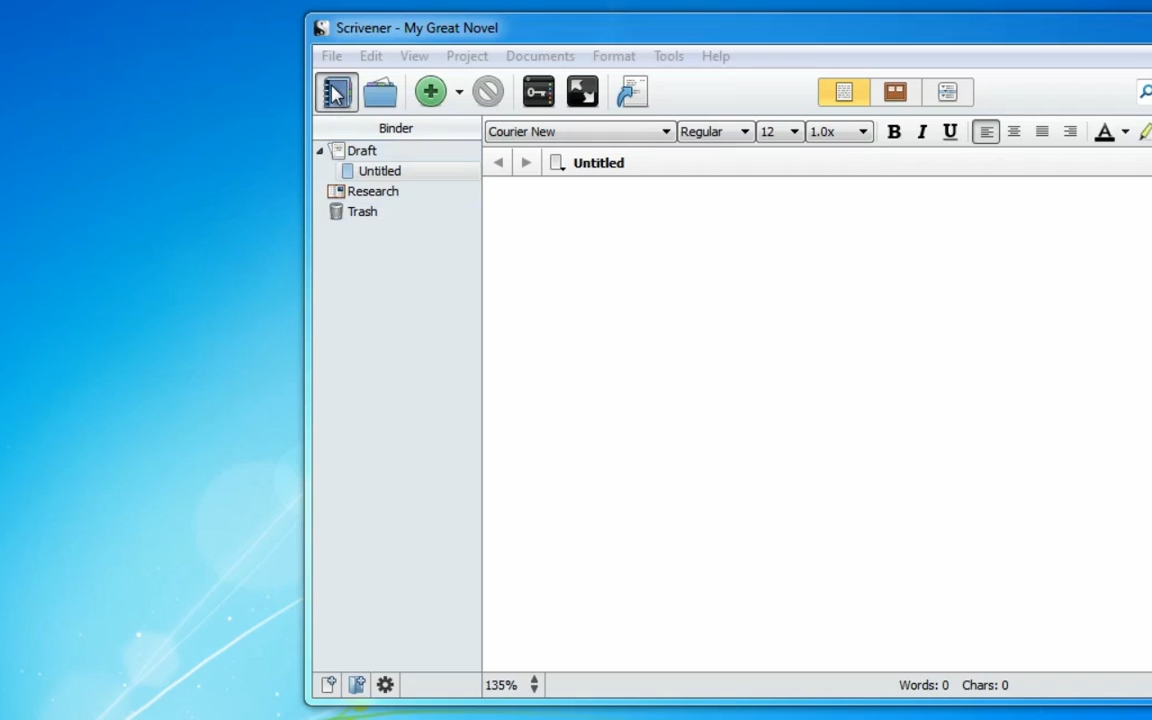 Scrivener - My Great Novel
File Edit View Project Documents Format Tools Help
Binder
Courier New Regular 12 1.0x B I U A
Draft
Untitled
Untitled
Research
Trash
135% Words: 0 Chars: 0